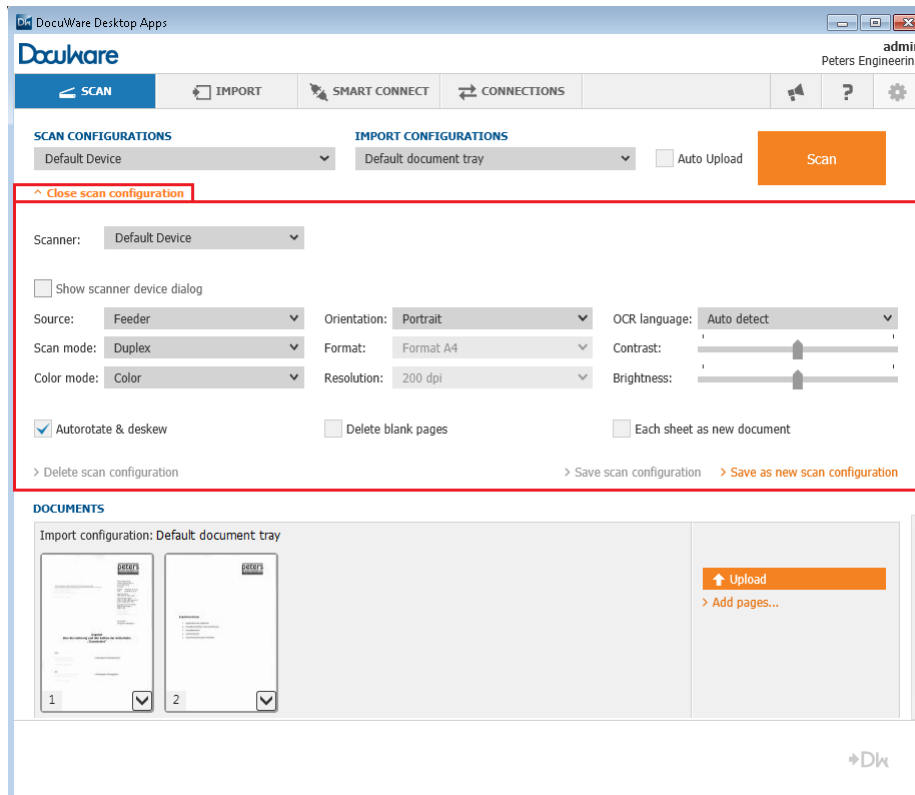 DocuWare Desktop Apps
DocuWare
admin
Peters Engineerin
SCAN
IMPORT
SMART CONNECT
CONNECTIONS
?
SCAN CONFIGURATIONS
IMPORT CONFIGURATIONS
Default Device
Default document tray
Auto Upload
Scan
^ Close scan configuration
Scanner:
Default Device
Show scanner device dialog
Source:
Feeder
Orientation:
Portrait
OCR language:
Auto detect
Scan mode:
Duplex
Format:
Format A4
Contrast:
Color mode:
Color
Resolution:
200 dpi
Brightness:
Autorotate & deskew
Delete blank pages
Each sheet as new document
> Delete scan configuration
> Save scan configuration
> Save as new scan configuration
DOCUMENTS
Import configuration: Default document tray
peters
peters
Upload
> Add pages...
1
2
DW